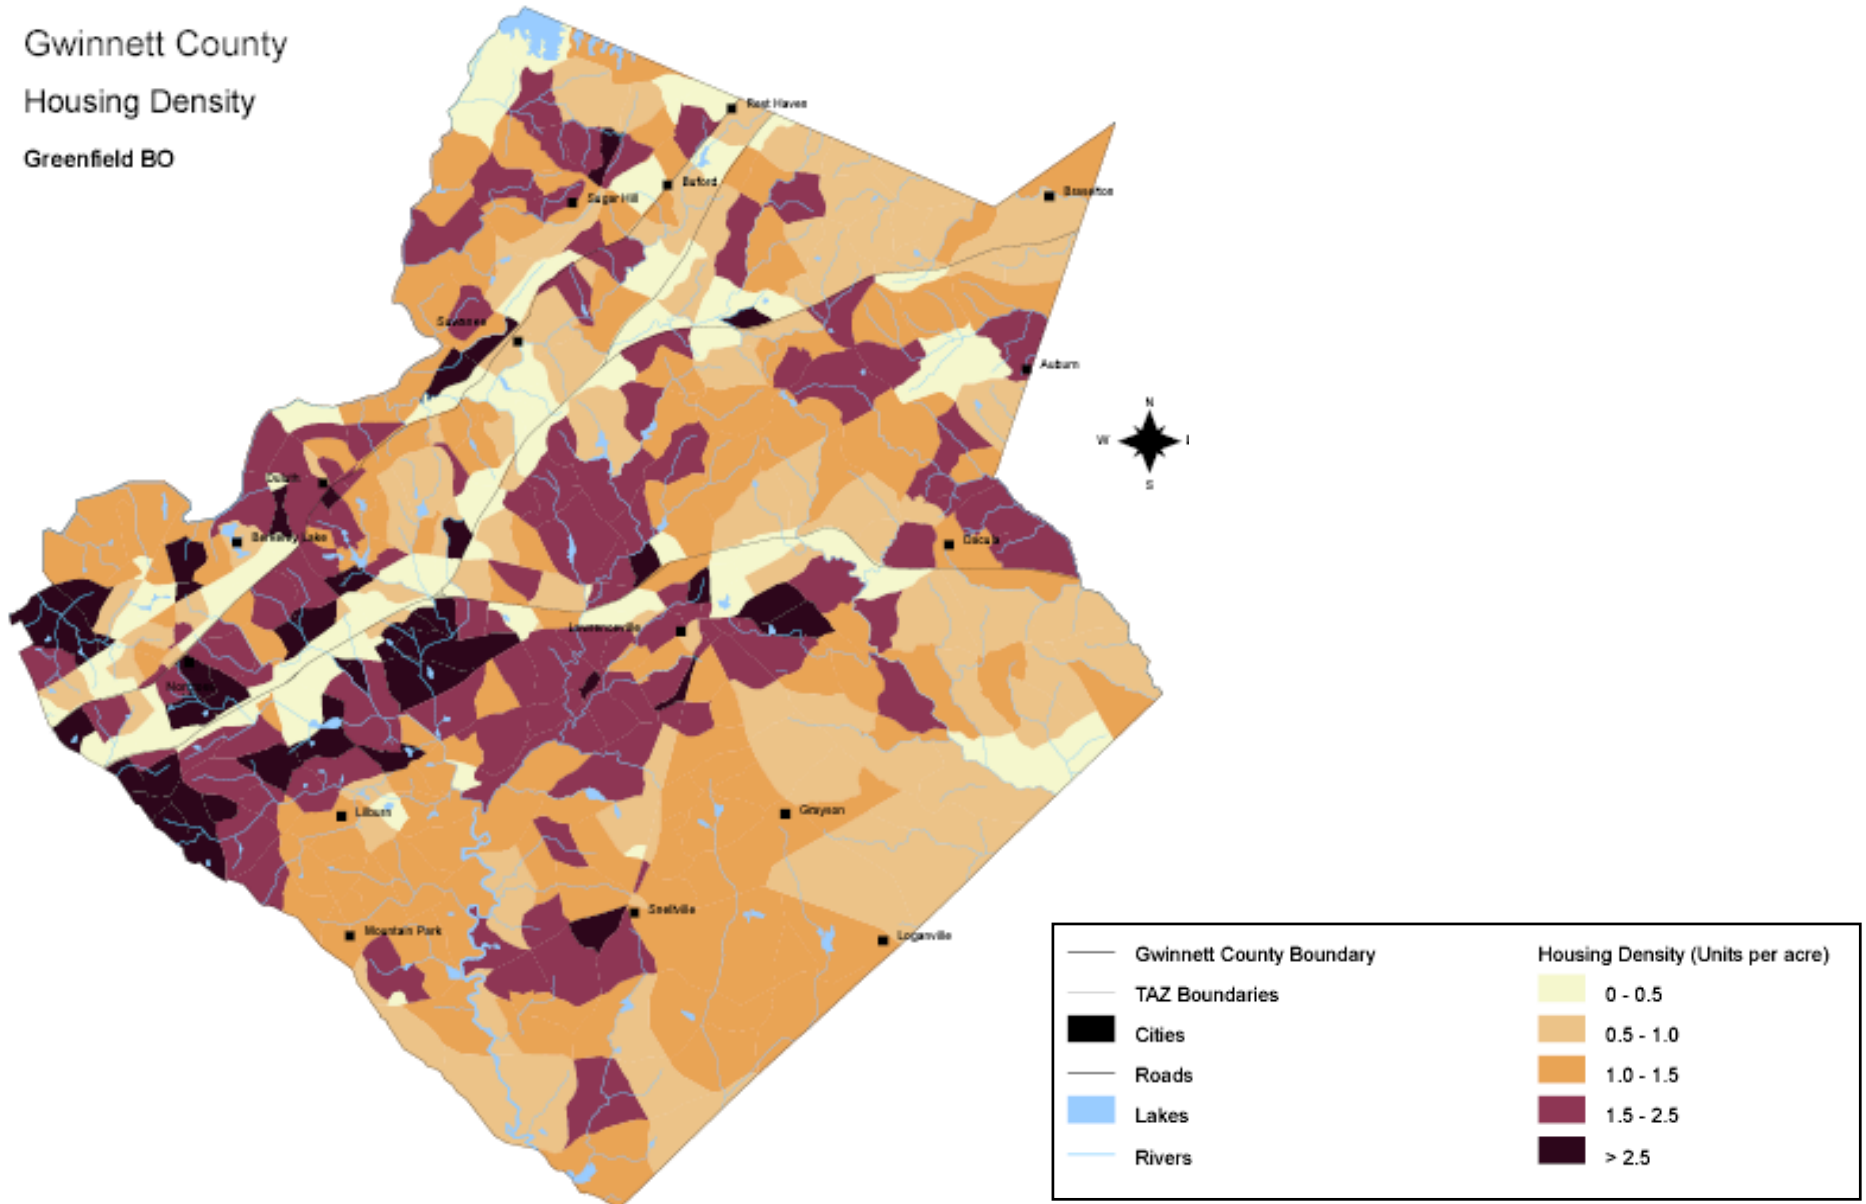 Gwinnett County
Housing Density
Greenfield BO
Rest Haven
Buford
Sugar Hill
Braselton
Suwanee
Auburn
N
W
S
Duluth
Berkeley Lake
Dacula
Lawrenceville
Norcross
Lilburn
Grayson
Snellville
Mountain Park
Loganville
Gwinnett County Boundary
TAZ Boundaries
Cities
Roads
Lakes
Rivers
Housing Density (Units per acre)
0 - 0.5
0.5 - 1.0
1.0 - 1.5
1.5 - 2.5
> 2.5